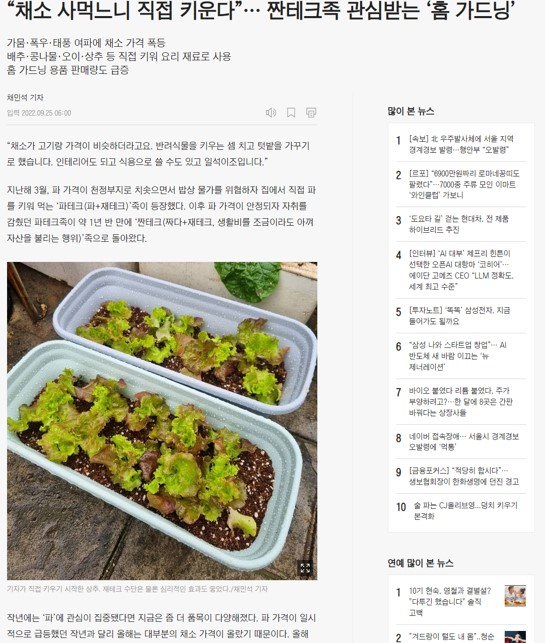 “채소 사먹느니 직접 키운다”… 짠테크족 관심받는 ‘홈 가드닝’
가뭄·폭우·태풍 여파에 채소 가격 폭등
배추·콩나물·오이·상추 등 직접 키워 요리 재료로 사용
홈 가드닝 용품 판매량도 급증
채민석 기자
입력 2022.09.25 06:00
“채소가 고기랑 가격이 비슷하더라고요. 반려식물을 키우는 셈 치고 텃밭을 가꾸기
로 했습니다. 인테리어도 되고 식용으로 쓸 수도 있고 일석이조입니다.”
지난해 3월, 파 가격이 천정부지로 치솟으면서 밥상 물가를 위협하자 집에서 직접 파
를 키워 먹는 ‘파테크(파+재테크)’족이 등장했다. 이후 파 가격이 안정되자 자취를
감췄던 파테크족이 약 1년 반 만에 ‘짠테크(짜다+재테크, 생활비를 조금이라도 아껴
자산을 불리는 행위)’족으로 돌아왔다.
기자가 직접 키우기 시작한 상추. 재테크 수단은 물론 심리적인 효과도 좋았다./채민석 기자
작년에는 ‘파’에 관심이 집중됐다면 지금은 좀 더 품목이 다양해졌다. 파 가격이 일시
적으로 급등했던 작년과 달리 올해는 대부분의 채소 가격이 올랐기 때문이다. 올해
많이 본 뉴스
1 [속보] 北 우주발사체에 서울 지역
경계경보 발령…행안부 “오발령”
2 [르포] “6900만원짜리 로마네꽁띠도
팔렸다”…7000종 주류 모인 이마트
‘와인클럽’ 가보니
3 ‘도요타 길’ 걷는 현대차, 전 제품
하이브리드 추진
4 [인터뷰] ‘AI 대부’ 제프리 힌튼이
선택한 오픈AI 대항마 ‘코히어’…
에이단 고메즈 CEO “LLM 정확도,
세계 최고 수준”
5 [투자노트] ‘똑똑’ 삼성전자, 지금
들어가도 될까요
6 “삼성 나와 스타트업 창업”… AI
반도체 새 바람 이끄는 ‘뉴
제너레이션’
7 바이오 붙였다 리튬 붙였다, 주가
부양하려고?…한 달에 8곳은 간판
바꿔다는 상장사들
8 네이버 접속장애… 서울시 경계경보
오발령에 ‘먹통’
9 [금융포커스] “적당히 합시다”…
생보협회장이 한화생명에 던진 경고
10 술 파는 CJ올리브영…덩치 키우기
본격화
연예 많이 본 뉴스
1 10기 현숙, 영철과 결별설?
“다투긴 했습니다” 솔직
고백
2 “겨드랑이 털도 내 몸”..천순